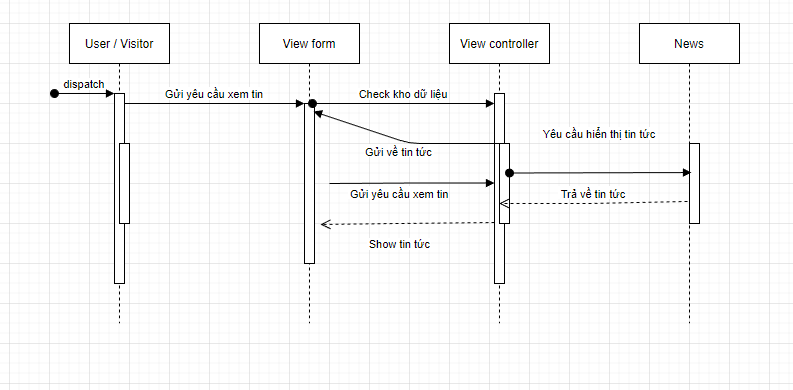 User / Visitor
View form
View controller
News
dispatch
Gửi yêu cầu xem tin
Check kho dữ liệu
Yêu cầu hiển thị tin tức
Gửi về tin tức
Gửi yêu cầu xem tin
Trả về tin tức
Show tin tức